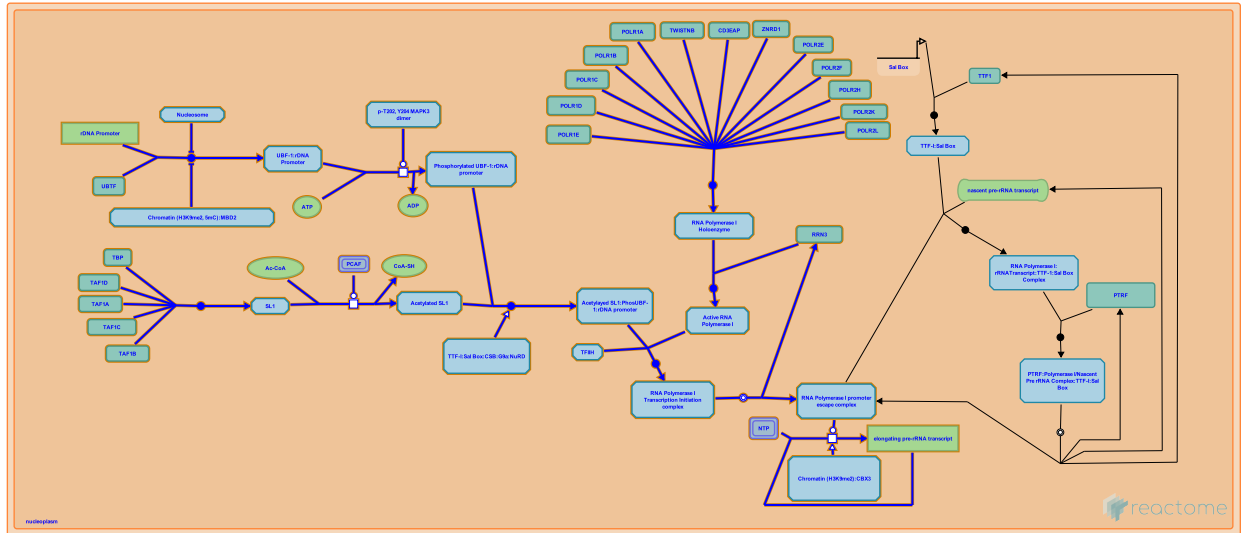 POLR1A
TWISTNB
CD3EAP
ZNRD1
POLR1B
POLR2E
POLR1C
POLR2F
POLR1D
POLR2H
POLR1E
POLR2K
POLR2L
Sal Box
TTF1
TTF-I:Sal Box
nascent pre-rRNA transcript
Nucleosome
p-T202, Y204 MAPK3
dimer
rDNA Promoter
UBF-1:rDNA
Promoter
Phosphorylated UBF-1:rDNA
promoter
UBTF
ATP
ADP
Chromatin (H3K9me2, 5mC):MBD2
RNA Polymerase I
Holoenzyme
RRN3
RNA Polymerase I:
rRNATranscript:TTF-1:Sal Box
Complex
PTRF
TBP
TAF1D
TAF1A
TAF1C
TAF1B
SL1
Ac-CoA
PCAF
CoA-SH
Acetylated SL1
Acetylayed SL1:PhosUBF-
1:rDNA promoter
Active RNA
Polymerase I
TTF-I:Sal Box:CSB:G9a:NuRD
TFIIH
PTRF:Polymerase I/Nascent
Pre rRNA Complex:TTF-I:Sal
Box
RNA Polymerase I
Transcription Initiation
complex
RNA Polymerase I promoter
escape complex
NTP
elongating pre-rRNA transcript
Chromatin (H3K9me2):CBX3
nucleoplasm
reactome